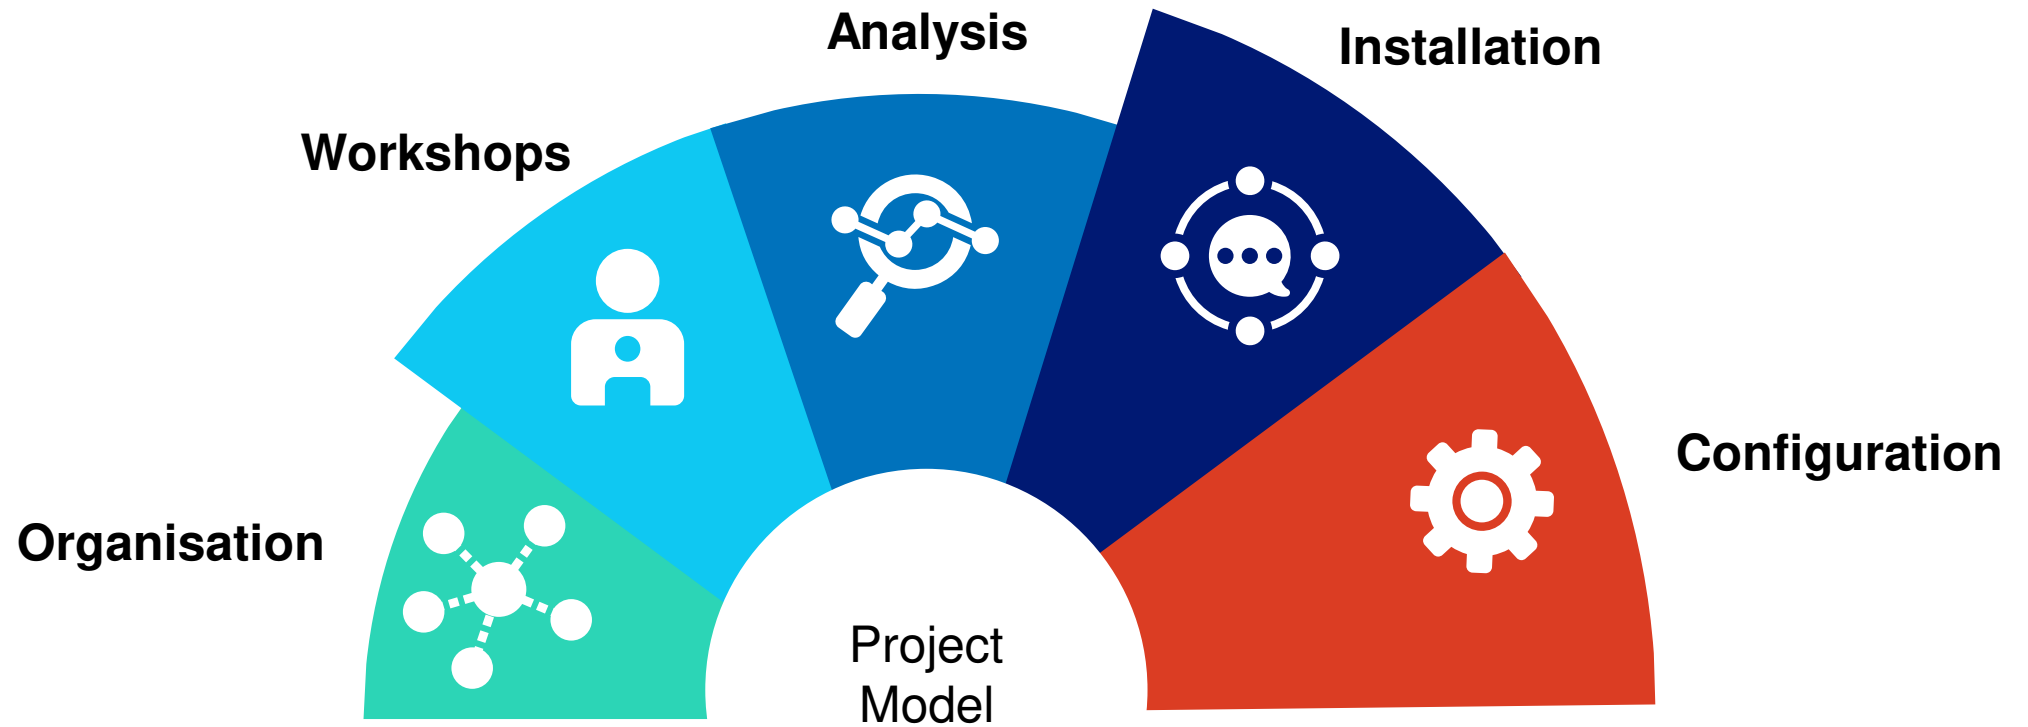 Analysis
Installation
Workshops
Configuration
Organisation
Project
Model